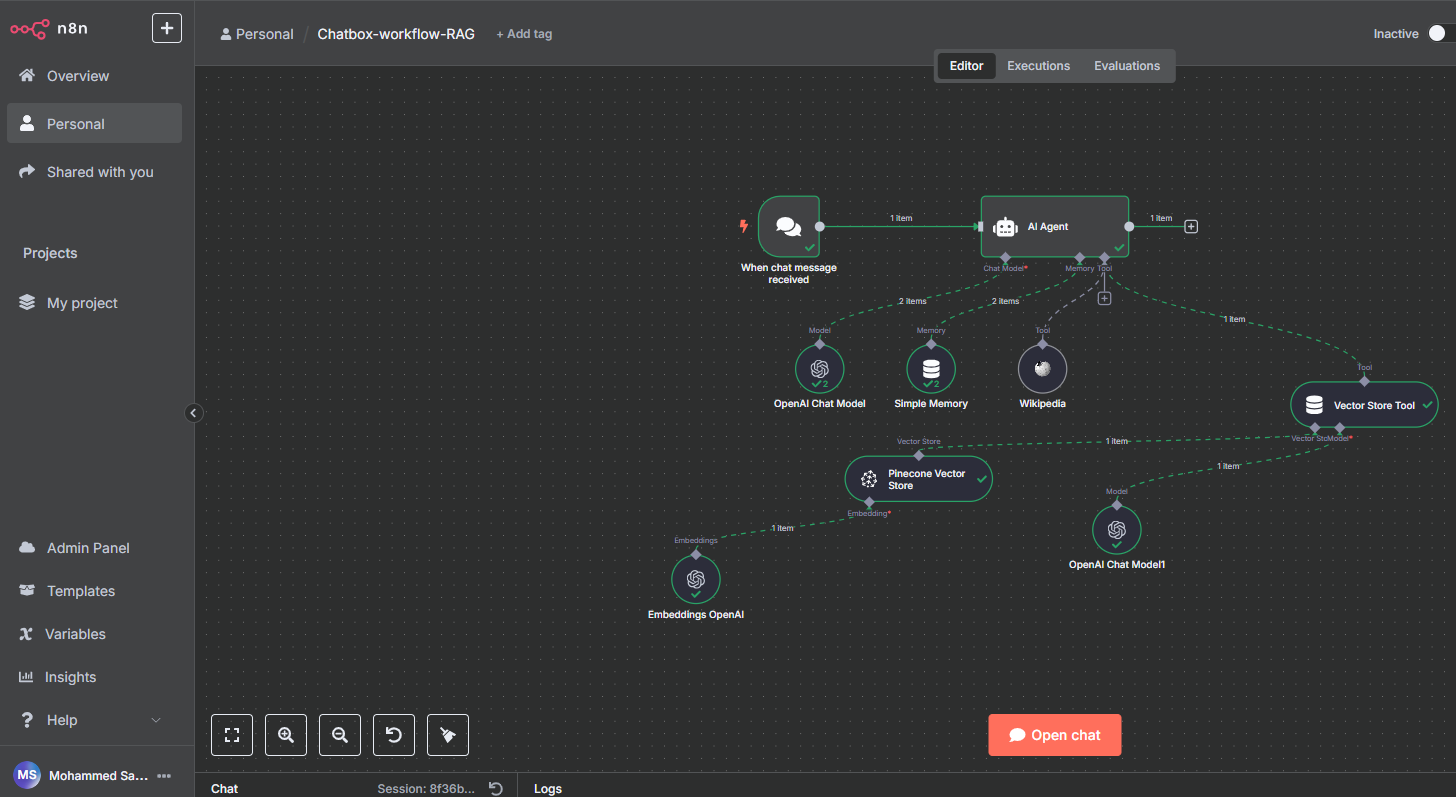 n8n
+
Personal / Chatbox-workflow-RAG + Add tag
Inactive
Editor Executions Evaluations
Overview
Personal
Shared with you
Projects
My project
Admin Panel
Templates
Variables
Insights
Help
MS Mohammed Sa...
When chat message
received
1 item
AI Agent
1 item
Chat Model*
Memory
Tool
2 items
2 items
1 item
Model
OpenAI Chat Model
2
Memory
Simple Memory
2
Tool
Wikipedia
Tool
Vector Store Tool
Vector Sto
Model*
1 item
1 item
Vector Store
Pinecone Vector
Store
Embedding*
1 item
Embeddings
Embeddings OpenAI
Model
OpenAI Chat Model1
Open chat
Chat
Session: 8f36b...
Logs